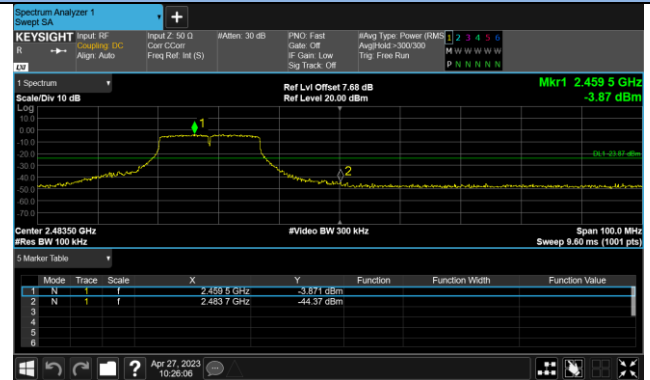 Spectrum Analyzer 1
Swept SA
+
KEYSIGHT Input: RF Input Z: 50 Ω #Atten: 30 dB PNO: Fast #Avg Type: Power (RMS 1 2 3 4 5 6
R Coupling: DC Corr CCorr Gate: Off Avg|Hold >300/300 M W W W W W
Align: Auto Freq Ref: Int (S) IF Gain: Low Trig: Free Run
Sig Track: Off P N N N N N
LXI
1 Spectrum Ref Lvl Offset 7.68 dB Mkr1 2.459 5 GHz
Scale/Div 10 dB Ref Level 20.00 dBm -3.87 dBm
Log
10.0
0.00
-10.0
-20.0
-30.0
-40.0
-50.0
-60.0
-70.0
1
DL1 -23.87 dBm
2
Center 2.48350 GHz #Video BW 300 kHz Span 100.0 MHz
#Res BW 100 kHz Sweep 9.60 ms (1001 pts)
5 Marker Table
Mode Trace Scale X Y Function Function Width Function Value
1 N 1 f 2.459 5 GHz -3.871 dBm
2 N 1 f 2.483 7 GHz -44.37 dBm
3
4
5
6
? Apr 27, 2023
10:26:06